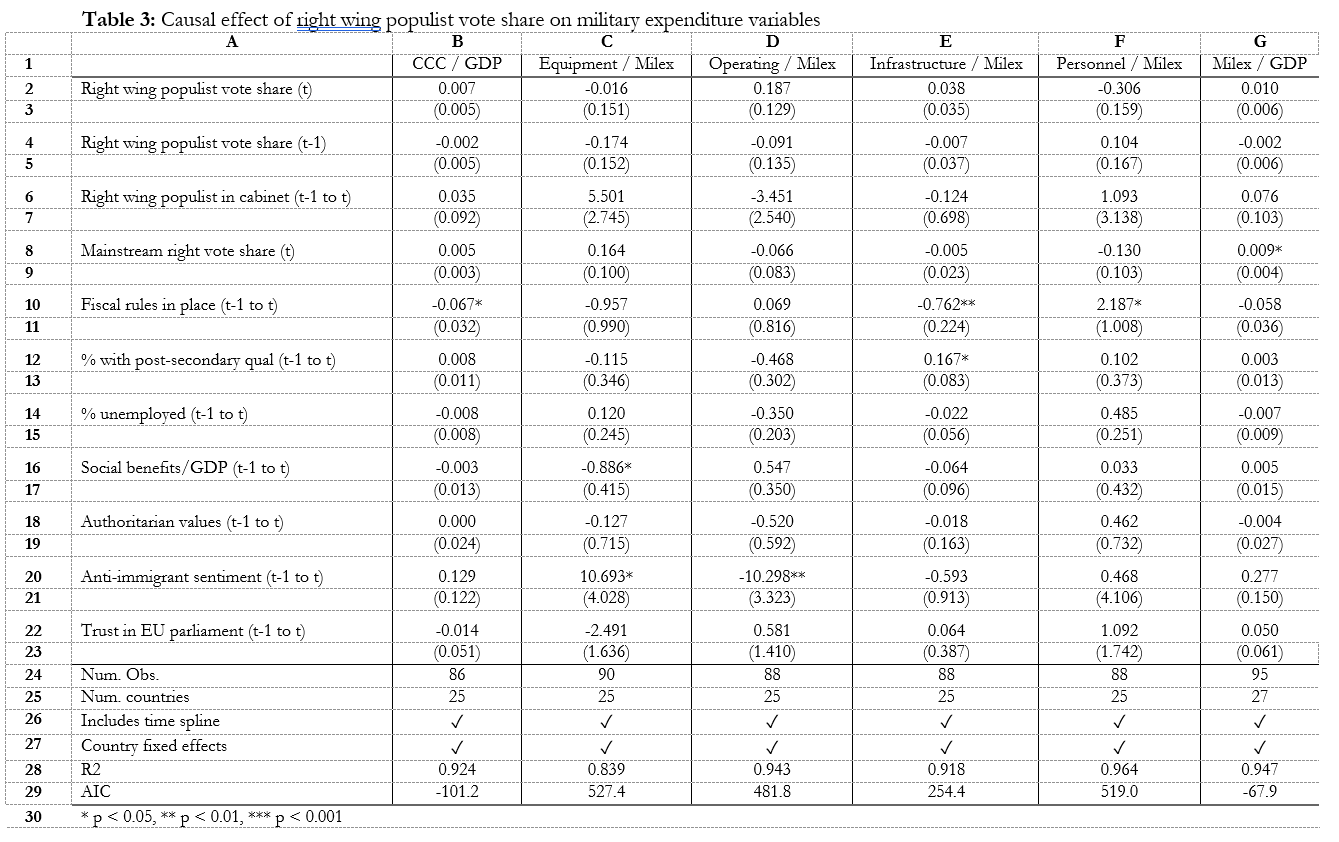 Table 3: Causal effect of right wing populist vote share on military expenditure variables
A B C D E F G
1 CCC / GDP Equipment / Milex Operating / Milex Infrastructure / Milex Personnel / Milex Milex / GDP
2 Right wing populist vote share (t) 0.007 -0.016 0.187 0.038 -0.306 0.010
3 (0.005) (0.151) (0.129) (0.035) (0.159) (0.006)
4 Right wing populist vote share (t-1) -0.002 -0.174 -0.091 -0.007 0.104 -0.002
5 (0.005) (0.152) (0.135) (0.037) (0.167) (0.006)
6 Right wing populist in cabinet (t-1 to t) 0.035 5.501 -3.451 -0.124 1.093 0.076
7 (0.092) (2.745) (2.540) (0.698) (3.138) (0.103)
8 Mainstream right vote share (t) 0.005 0.164 -0.066 -0.005 -0.130 0.009*
9 (0.003) (0.100) (0.083) (0.023) (0.103) (0.004)
10 Fiscal rules in place (t-1 to t) -0.067* -0.957 0.069 -0.762** 2.187* -0.058
11 (0.032) (0.990) (0.816) (0.224) (1.008) (0.036)
12 % with post-secondary qual (t-1 to t) 0.008 -0.115 -0.468 0.167* 0.102 0.003
13 (0.011) (0.346) (0.302) (0.083) (0.373) (0.013)
14 % unemployed (t-1 to t) -0.008 0.120 -0.350 -0.022 0.485 -0.007
15 (0.008) (0.245) (0.203) (0.056) (0.251) (0.009)
16 Social benefits/GDP (t-1 to t) -0.003 -0.886* 0.547 -0.064 0.033 0.005
17 (0.013) (0.415) (0.350) (0.096) (0.432) (0.015)
18 Authoritarian values (t-1 to t) 0.000 -0.127 -0.520 -0.018 0.462 -0.004
19 (0.024) (0.715) (0.592) (0.163) (0.732) (0.027)
20 Anti-immigrant sentiment (t-1 to t) 0.129 10.693* -10.298** -0.593 0.468 0.277
21 (0.122) (4.028) (3.323) (0.913) (4.106) (0.150)
22 Trust in EU parliament (t-1 to t) -0.014 -2.491 0.581 0.064 1.092 0.050
23 (0.051) (1.636) (1.410) (0.387) (1.742) (0.061)
24 Num. Obs. 86 90 88 88 88 95
25 Num. countries 25 25 25 25 25 27
26 Includes time spline ✓ ✓ ✓ ✓ ✓ ✓
27 Country fixed effects ✓ ✓ ✓ ✓ ✓ ✓
28 R2 0.924 0.839 0.943 0.918 0.964 0.947
29 AIC -101.2 527.4 481.8 254.4 519.0 -67.9
30 * p < 0.05, ** p < 0.01, *** p < 0.001